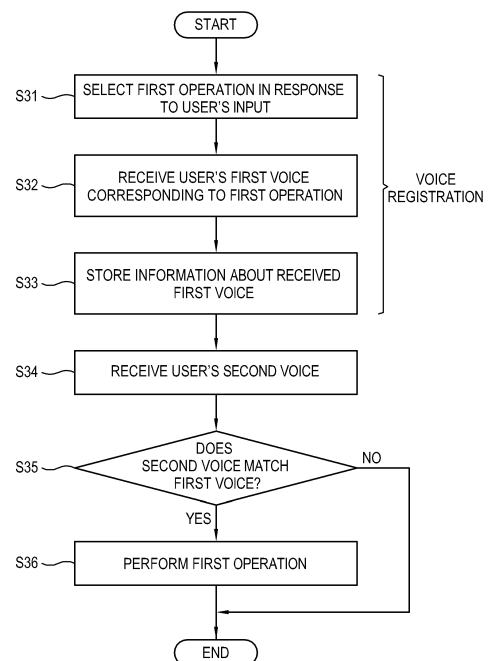 START
S31
SELECT FIRST OPERATION IN RESPONSE
TO USER'S INPUT
S32
RECEIVE USER'S FIRST VOICE
CORRESPONDING TO FIRST OPERATION
VOICE
REGISTRATION
S33
STORE INFORMATION ABOUT RECEIVED
FIRST VOICE
S34
RECEIVE USER'S SECOND VOICE
S35
DOES
SECOND VOICE MATCH
FIRST VOICE?
NO
YES
S36
PERFORM FIRST OPERATION
END